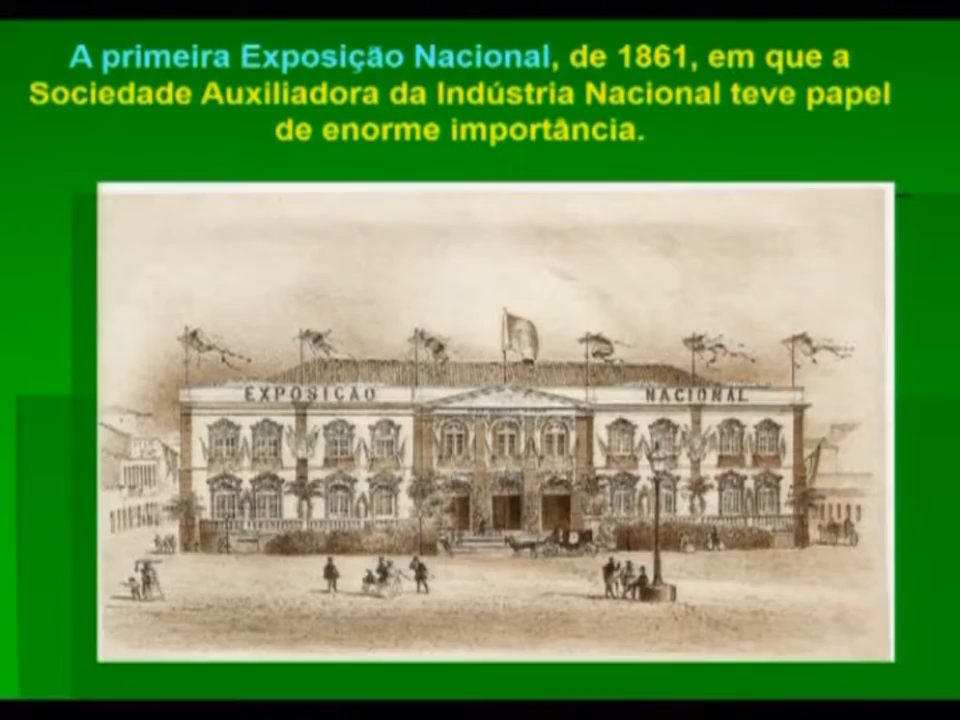 A primeira Exposição Nacional, de 1861, em que a
Sociedade Auxiliadora da Indústria Nacional teve papel
de enorme importância.
EXPOSIÇÃO NACIONAL